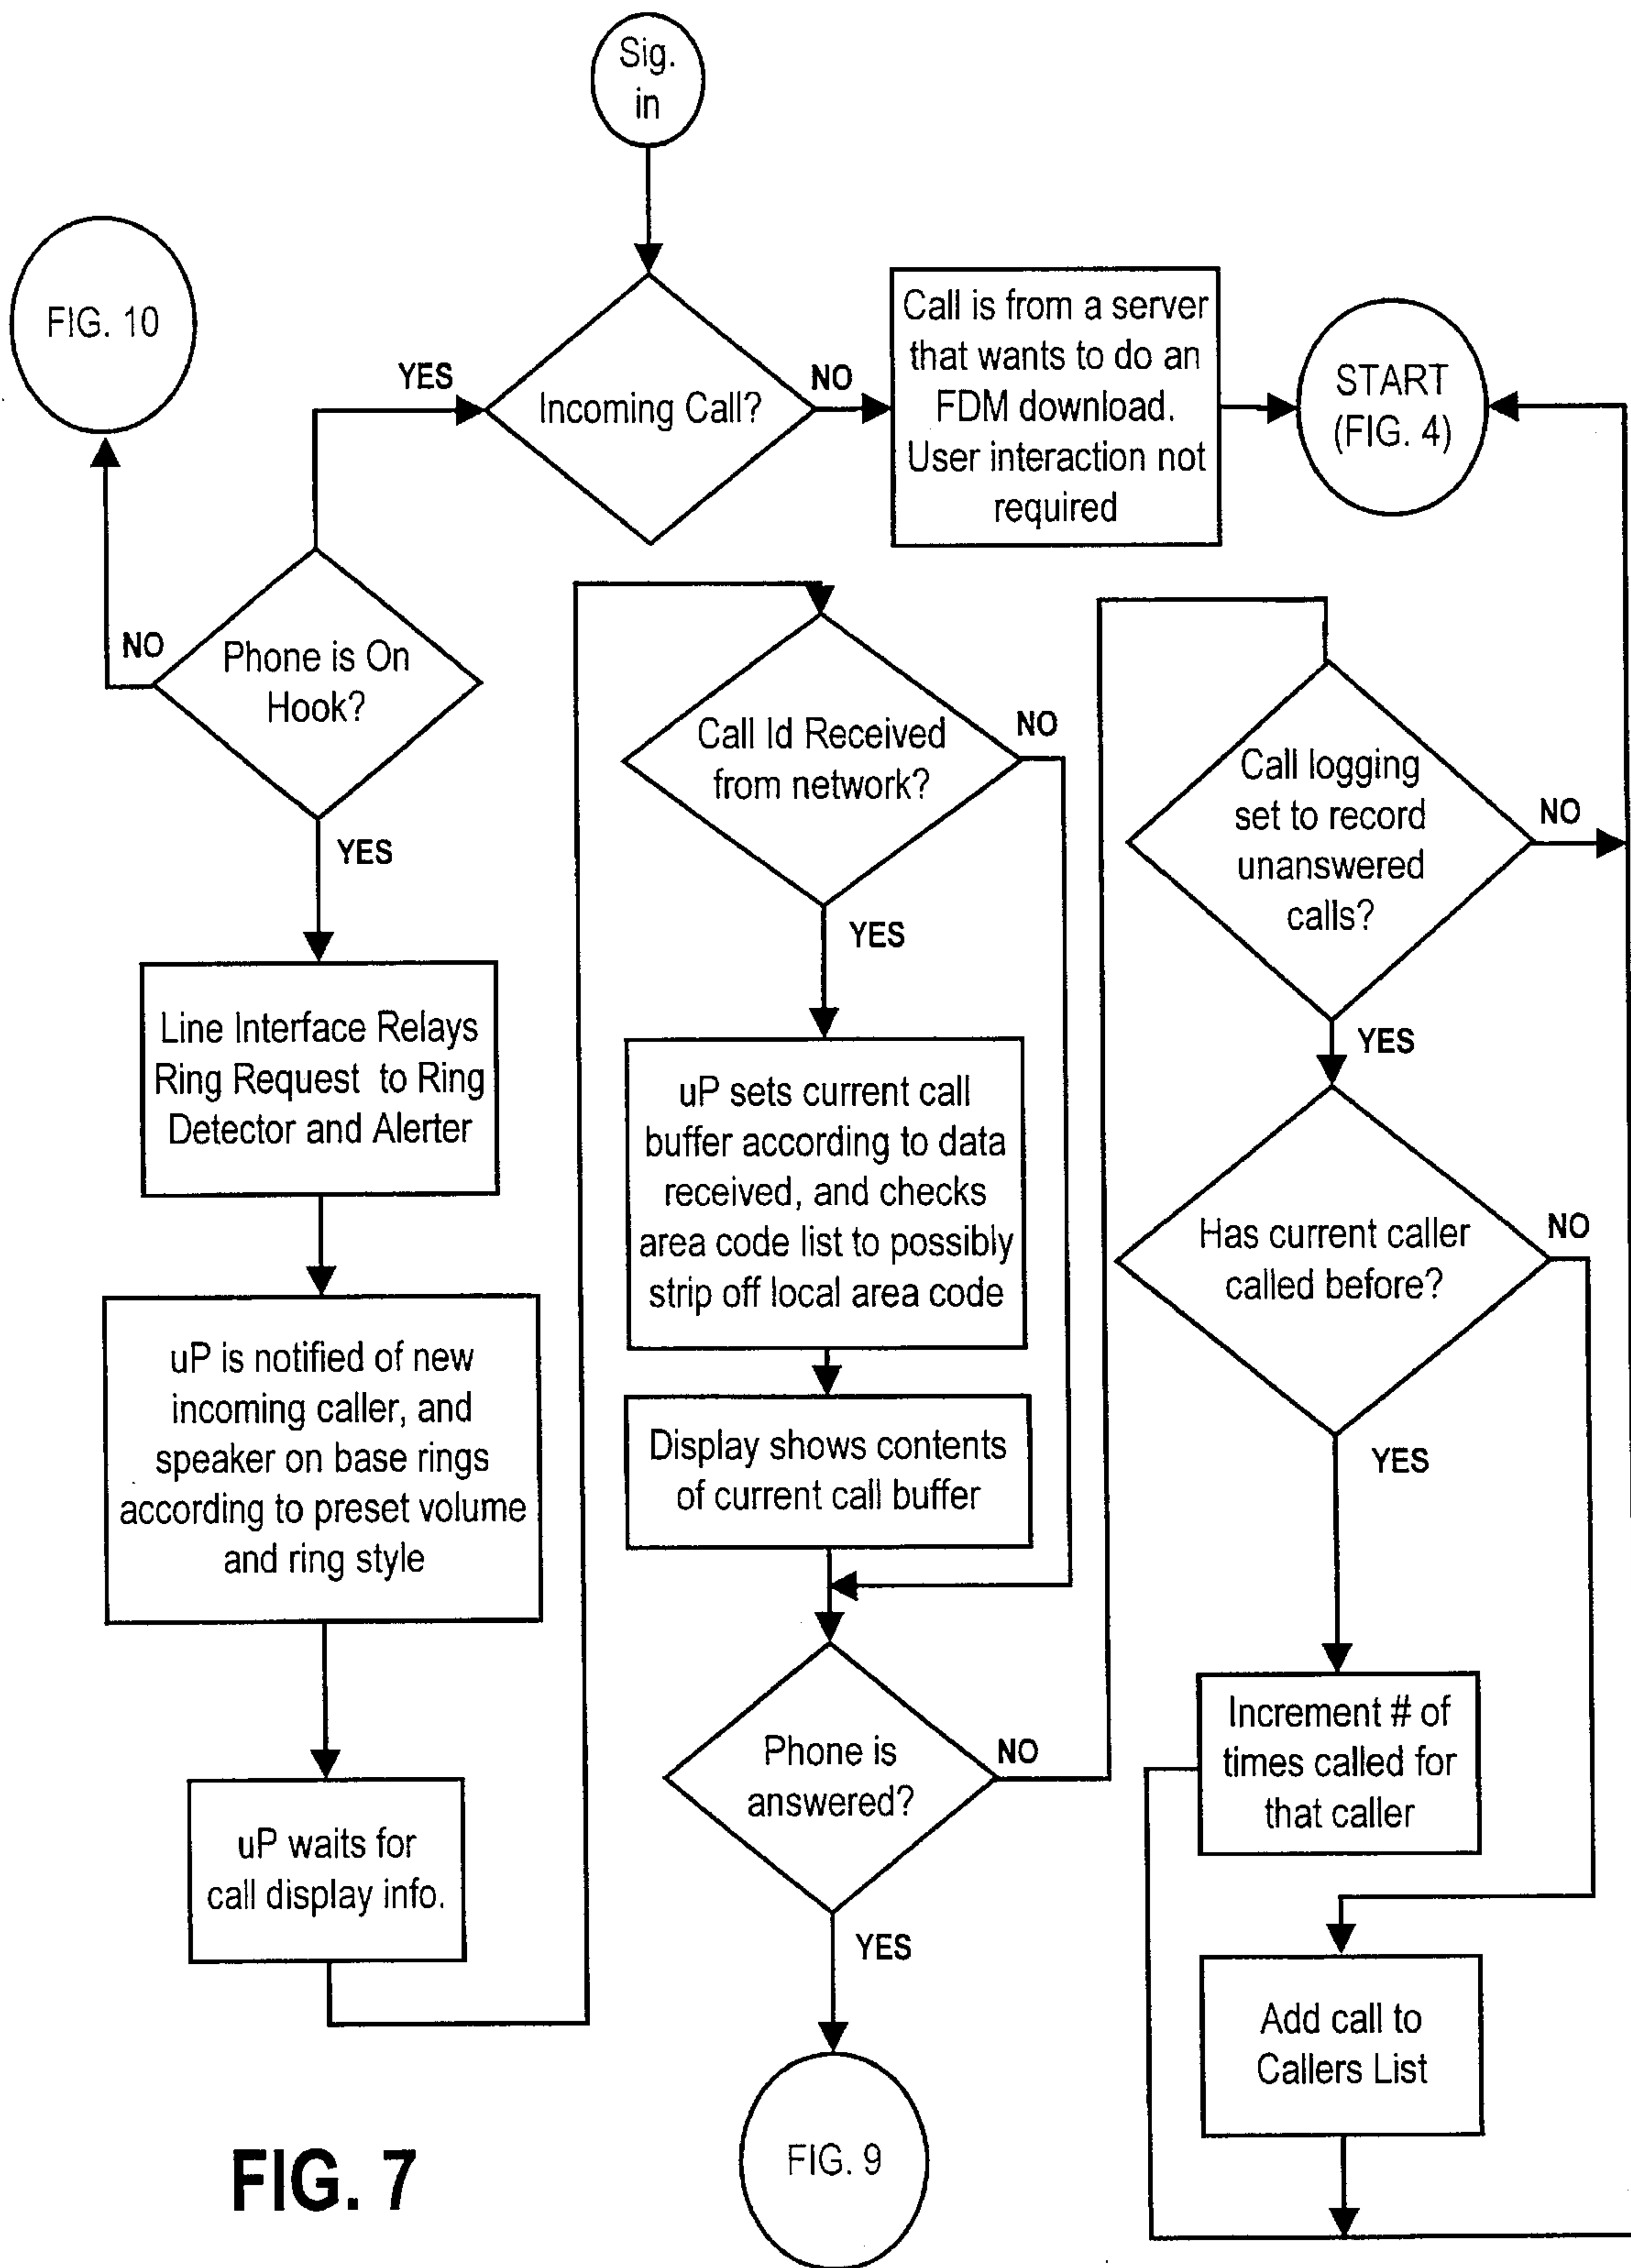 Sig.
in
FIG. 10
YES
Incoming Call?
NO
Call is from a server
that wants to do an
FDM download.
User interaction not
required
START
(FIG. 4)
NO
Phone is On
Hook?
YES
Line Interface Relays
Ring Request to Ring
Detector and Alerter
uP is notified of new
incoming caller, and
speaker on base rings
according to preset volume
and ring style
uP waits for
call display info.
Call Id Received
from network?
NO
YES
uP sets current call
buffer according to data
received, and checks
area code list to possibly
strip off local area code
Display shows contents
of current call buffer
Phone is
answered?
NO
YES
FIG. 9
Call logging
set to record
unanswered
calls?
NO
YES
Has current caller
called before?
NO
YES
Increment # of
times called for
that caller
Add call to
Callers List
FIG. 7